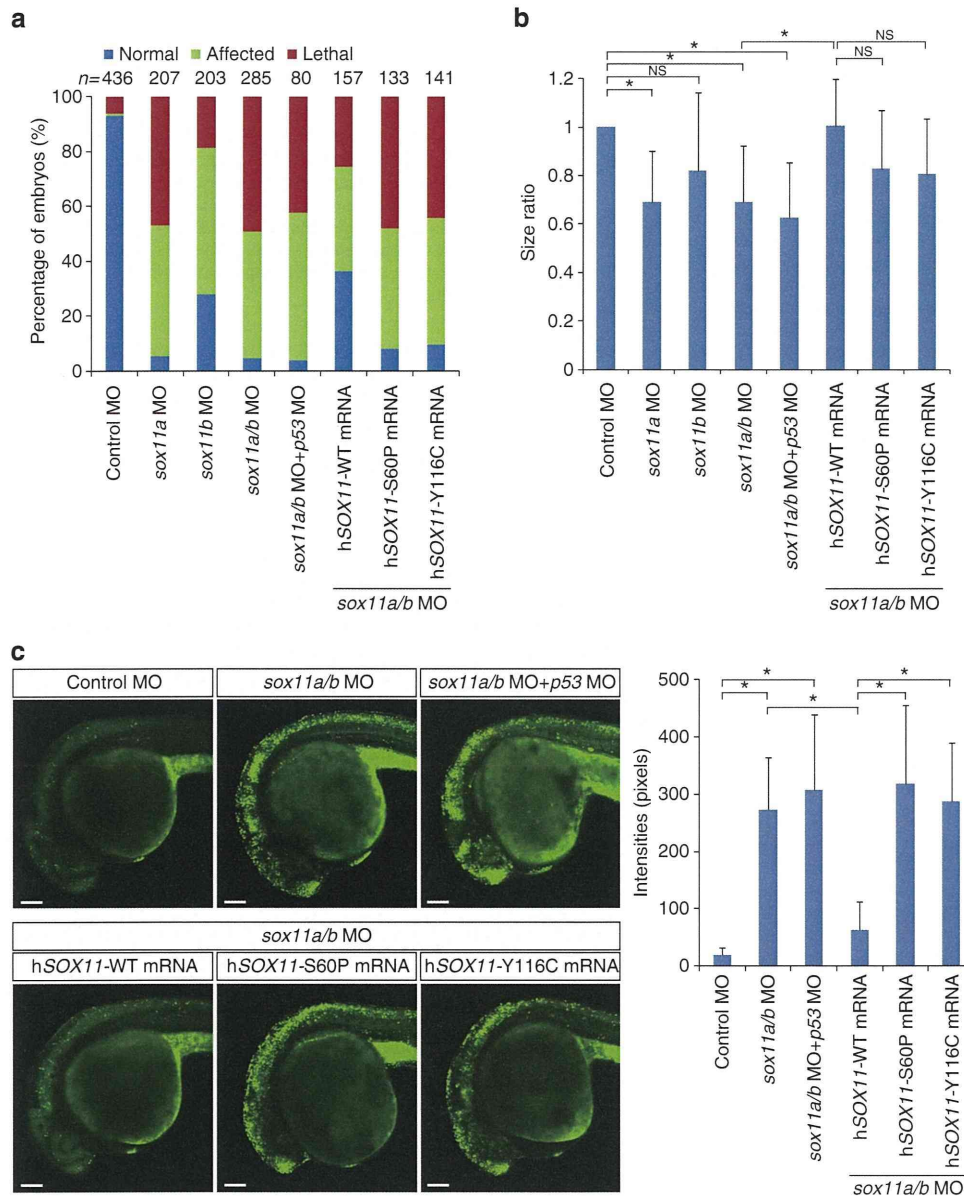 a
Normal Affected Lethal
n=436 207 203 285 80 157 133 141
Percentage of embryos (%)
100
80
60
40
20
0
Control MO
sox11a MO
sox11b MO
sox11a/b MO
sox11a/b MO+p53 MO
hSOX11-WT mRNA
hSOX11-S60P mRNA
hSOX11-Y116C mRNA
sox11a/b MO
b
* NS
* NS
NS
*
*
Size ratio
1.2
1
0.8
0.6
0.4
0.2
0
Control MO
sox11a MO
sox11b MO
sox11a/b MO
sox11a/b MO+p53 MO
hSOX11-WT mRNA
hSOX11-S60P mRNA
hSOX11-Y116C mRNA
sox11a/b MO
c
Control MO
sox11a/b MO
sox11a/b MO+p53 MO
sox11a/b MO
hSOX11-WT mRNA
hSOX11-S60P mRNA
hSOX11-Y116C mRNA
Intensities (pixels)
500
400
300
200
100
0
* *
* *
*
Control MO
sox11a/b MO
sox11a/b MO+p53 MO
hSOX11-WT mRNA
hSOX11-S60P mRNA
hSOX11-Y116C mRNA
sox11a/b MO